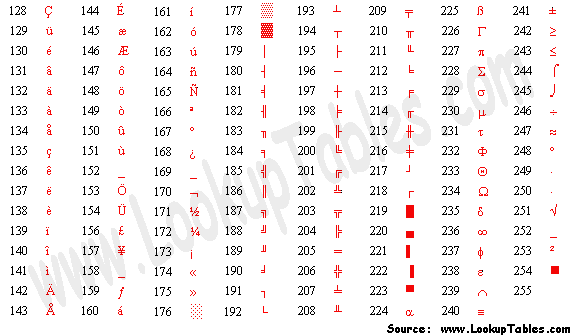 128 Ç 144 É 161 í 177 ▒ 193 ┴ 209 ╤ 225 ß 241 ±
129 ü 145 æ 162 ó 178 ▓ 194 ┬ 210 ╥ 226 Γ 242 ≥
130 é 146 Æ 163 ú 179 │ 195 ├ 211 ╙ 227 π 243 ≤
131 â 147 ô 164 ñ 180 ┤ 196 ─ 212 ╘ 228 Σ 244 ⌠
132 ä 148 ö 165 Ñ 181 ╡ 197 ┼ 213 ╒ 229 σ 245 ⌡
133 à 149 ò 166 ª 182 ╢ 198 ╞ 214 ╓ 230 µ 246 ÷
134 å 150 û 167 º 183 ╖ 199 ╟ 215 ╫ 231 τ 247 ≈
135 ç 151 ù 168 ¿ 184 ╕ 200 ╚ 216 ╪ 232 Φ 248 °
136 ê 152 _ 169 _ 185 ╣ 201 ╔ 217 ┘ 233 Θ 249 ∙
137 ë 153 Ö 170 ¬ 186 ║ 202 ╩ 218 ┌ 234 Ω 250 ·
138 è 154 Ü 171 ½ 187 ╗ 203 ╦ 219 █ 235 δ 251 √
139 ï 156 £ 172 ¼ 188 ╝ 204 ╠ 220 ▄ 236 ∞ 252 _
140 î 157 ¥ 173 ¡ 189 ╜ 205 ═ 221 ▌ 237 φ 253 ²
141 ì 158 _ 174 « 190 ╛ 206 ╬ 222 ▐ 238 ε 254 ■
142 Ä 159 ƒ 175 » 191 ┐ 207 ╧ 223 ▀ 239 ∩ 255
143 Å 160 á 176 ░ 192 └ 208 ╨ 224 α 240 ≡
www.LookupTables.com
Source: www.LookupTables.com